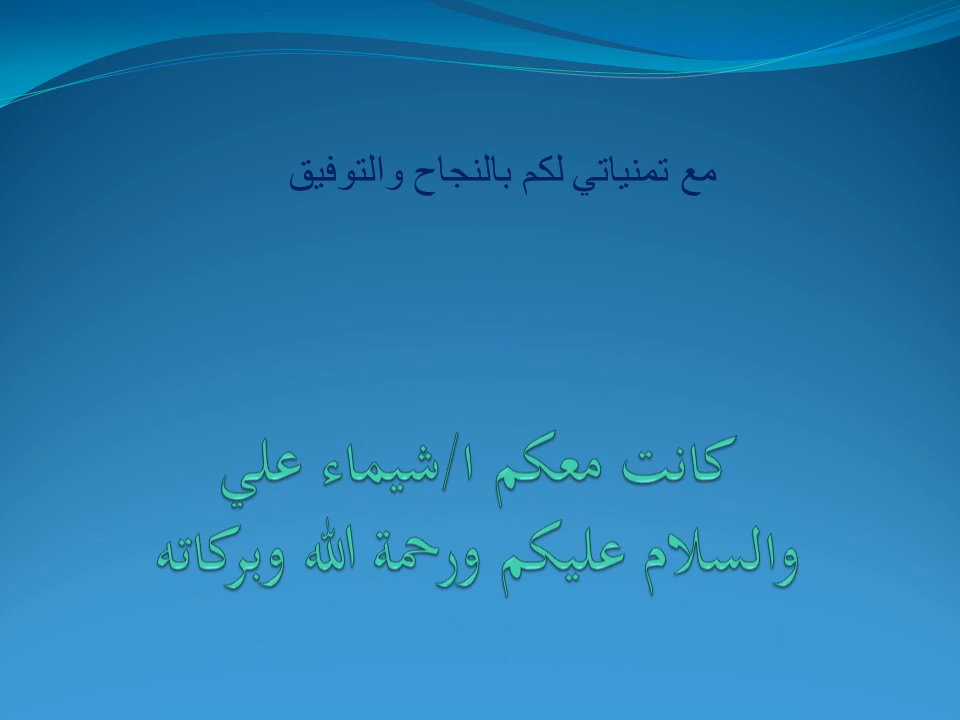 مع تمنياتي لكم بالنجاح والتوفيق
كانت معكم ا/شيماء علي
والسلام عليكم ورحمة الله وبركاته